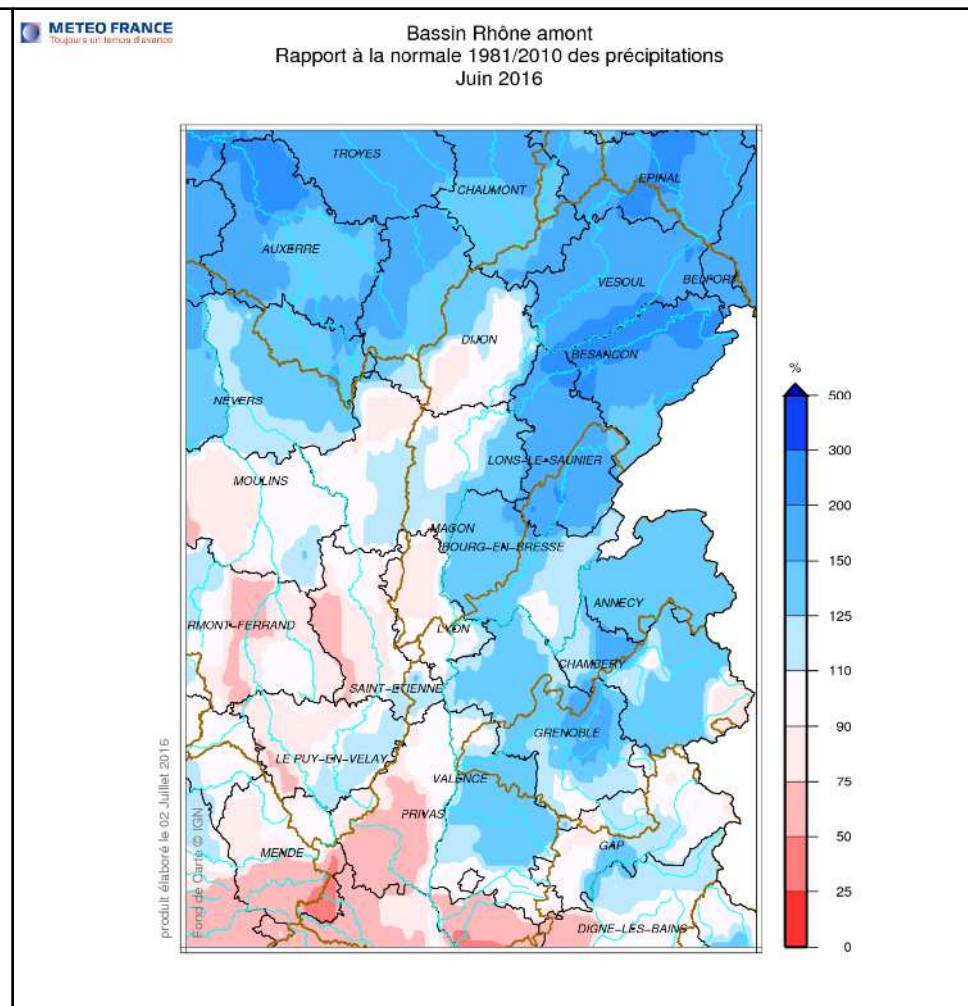 METEO FRANCE
Toujours un temps d'avance
Bassin Rhône amont
Rapport à la normale 1981/2010 des précipitations
Juin 2016
TROYES
EPINAL
CHAUMONT
AUXERRE
VESOUL
BELFORT
DIJON
BESANCON
NEVERS
LONS-LE-SAUNIER
MOULINS
MACON
BOURG-EN-BRESSE
ANNECY
RMONT-FERRAND
LYON
CHAMBERY
SAINT-ETIENNE
GRENOBLE
LE PUY-EN-VELAY
VALENCE
PRIVAS
GAP
MENDE
DIGNE-LES-BAINS
%
500
300
200
150
125
110
90
75
50
25
0
produit élaboré le 02 Juillet 2016
Fond de Carte © IGN